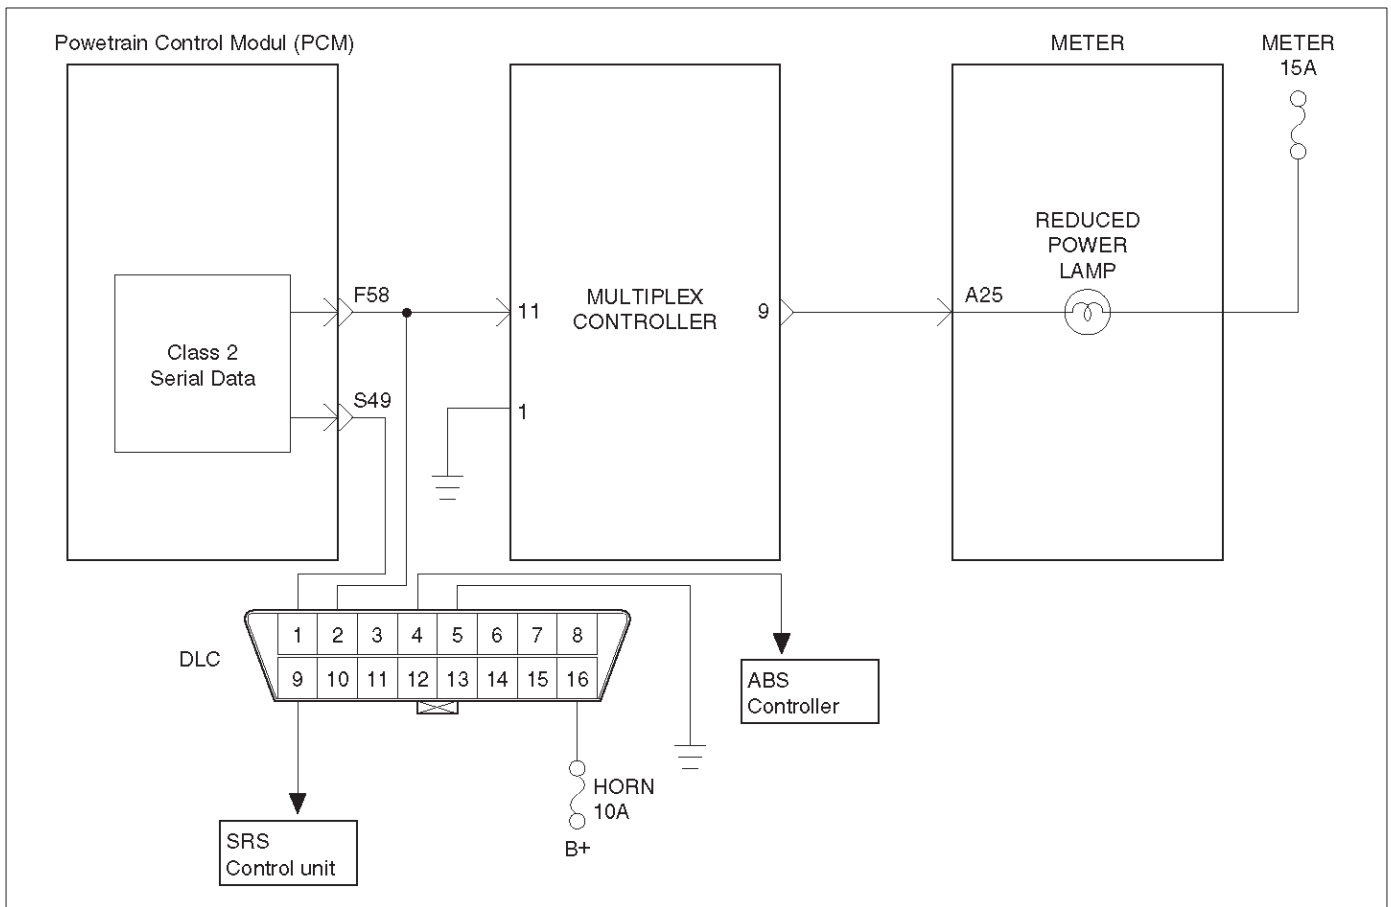 Powetrain Control Modul (PCM)
METER
METER
15A
REDUCED
POWER
LAMP
F58
11
MULTIPLEX
CONTROLLER
9
A25
Class 2
Serial Data
S49
1
1 2 3 4 5 6 7 8
DLC
9 10 11 12 13 14 15 16
ABS
Controller
HORN
10A
B+
SRS
Control unit